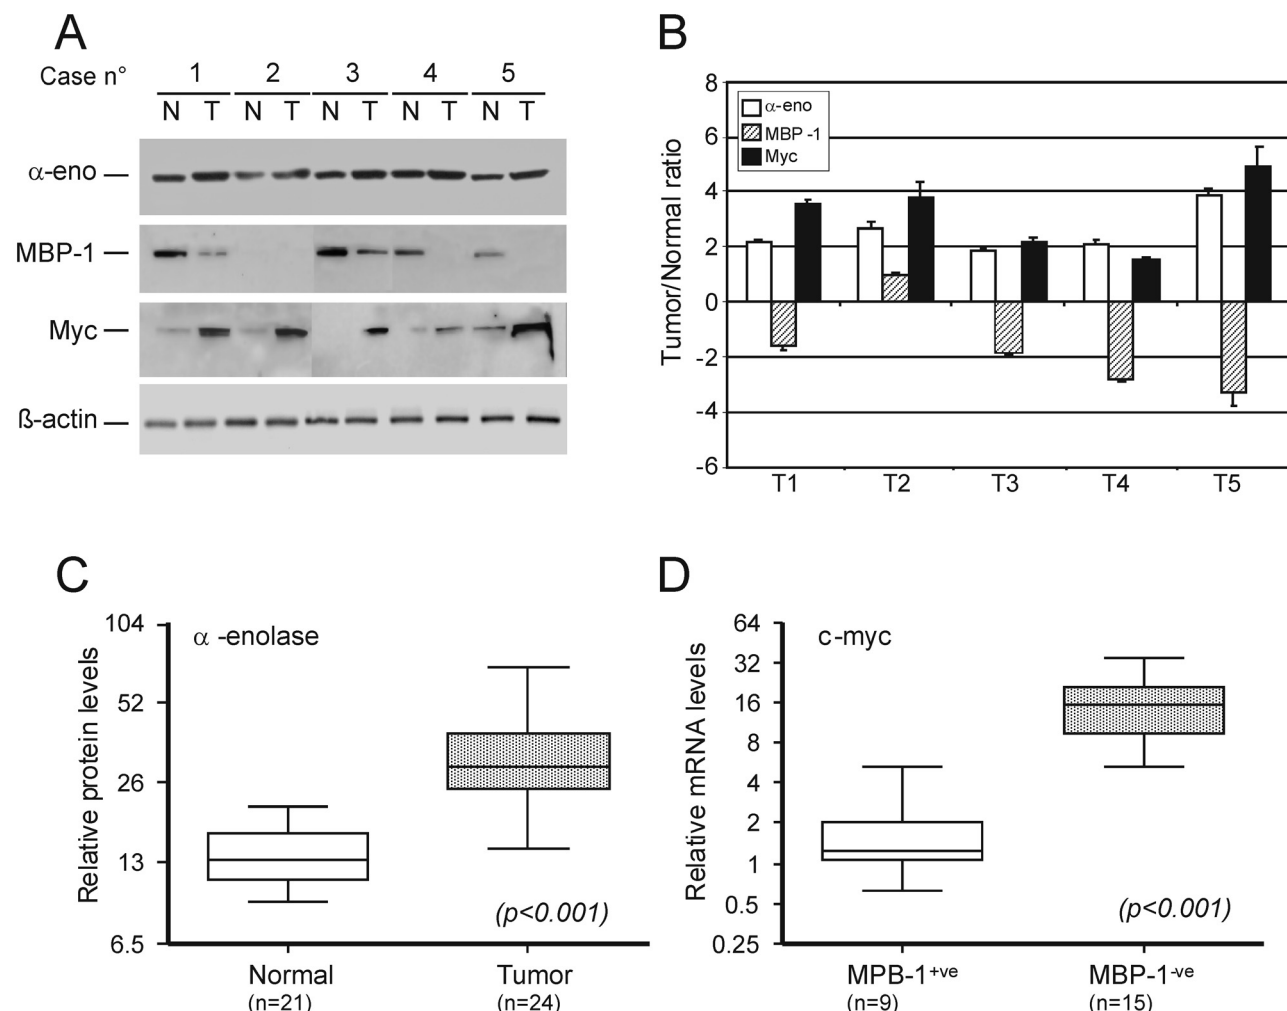 A
Case n° 1 2 3 4 5
N T N T N T N T N T
α-eno
MBP-1
Myc
ß-actin
B
Tumor/Normal ratio
8
6
4
2
0
-2
-4
-6
α-eno
MBP -1
Myc
T1 T2 T3 T4 T5
C
Relative protein levels
104
52
26
13
6.5
α -enolase
(p<0.001)
Normal Tumor
(n=21) (n=24)
D
Relative mRNA levels
64
32
16
8
4
2
1
0.5
0.25
c-myc
(p<0.001)
MPB-1+ve MBP-1-ve
(n=9) (n=15)